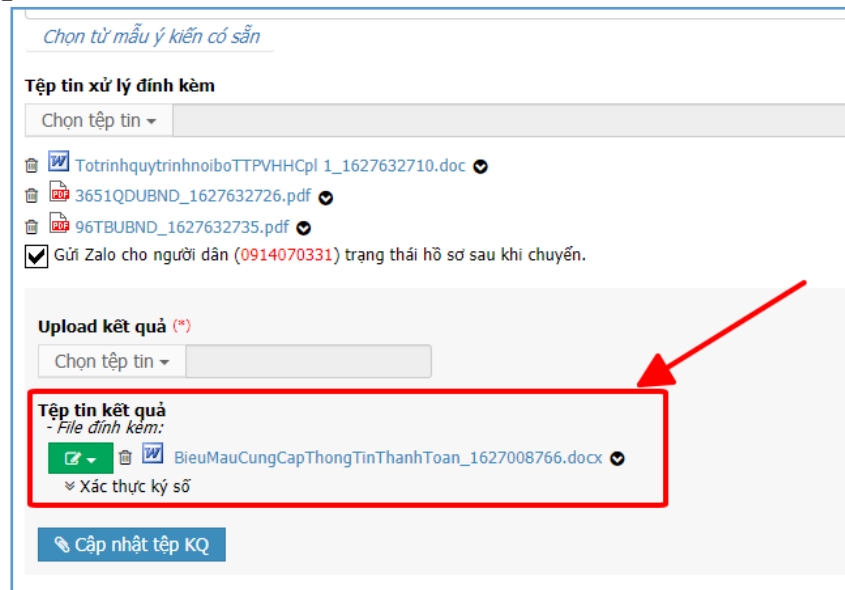 Chọn từ mẫu ý kiến có sẵn
Tệp tin xử lý đính kèm
Chọn tệp tin
TotrinhquytrinhnoiboTTPVHHCpl 1_1627632710.doc
3651QDUBND_1627632726.pdf
96TBUBND_1627632735.pdf
Gửi Zalo cho người dân (0914070331) trạng thái hồ sơ sau khi chuyển.
Upload kết quả (*)
Chọn tệp tin
Tệp tin kết quả
- File đính kèm:
BieuMauCungCapThongTinThanhToan_1627008766.docx
Xác thực ký số
Cập nhật tệp KQ